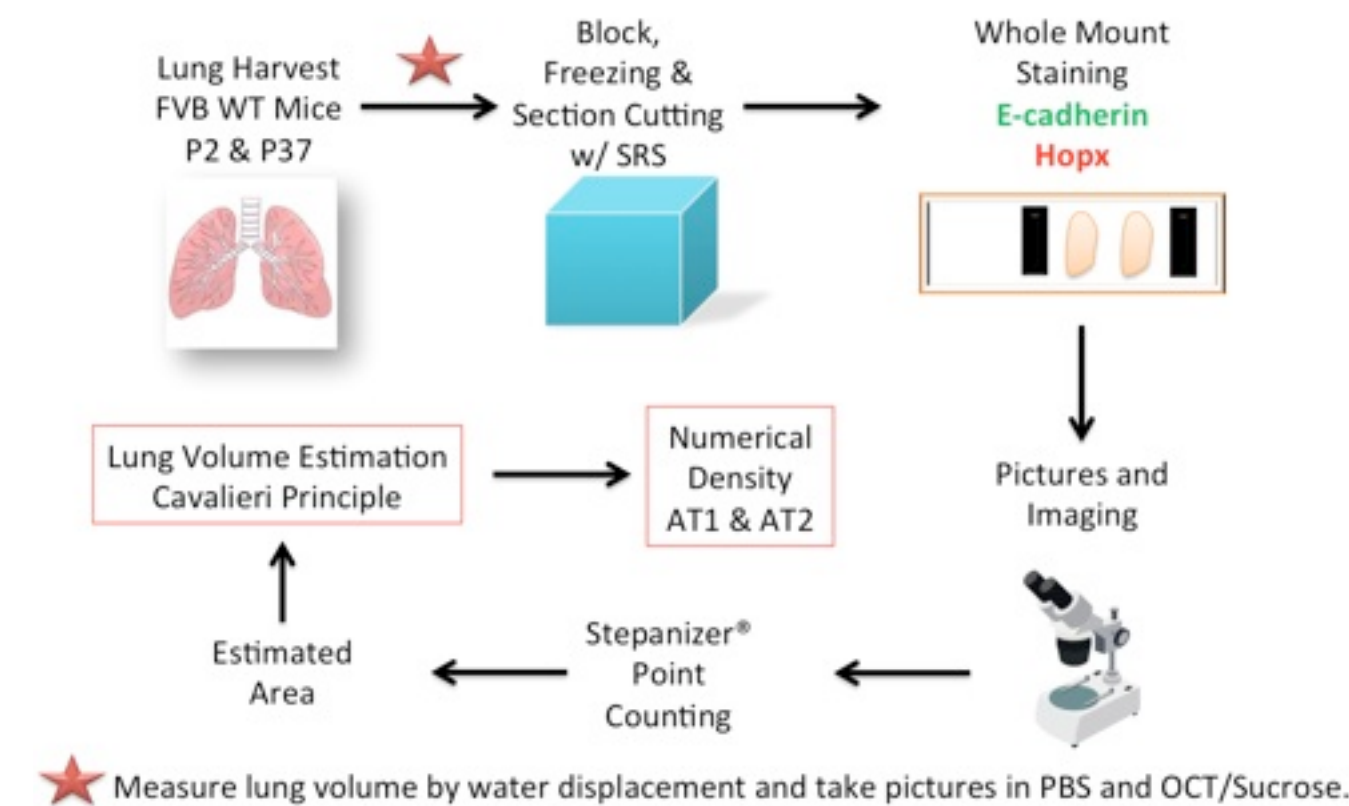 Lung Harvest
FVB WT Mice
P2 & P37
Block,
Freezing &
Section Cutting
w/ SRS
Whole Mount
Staining
E-cadherin
Hopx
Pictures and
Imaging
Stepanizer®
Point
Counting
Estimated
Area
Lung Volume Estimation
Cavalieri Principle
Numerical
Density
AT1 & AT2
Measure lung volume by water displacement and take pictures in PBS and OCT/Sucrose.